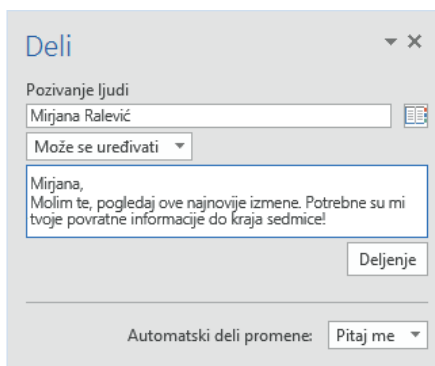 Deli
Pozivanje ljudi
Mirjana Ralević
Može se uređivati
Mirjana,
Molim te, pogledaj ove najnovije izmene. Potrebne su mi
tvoje povratne informacije do kraja sedmice!
Deljenje
Automatski deli promene: Pitaj me